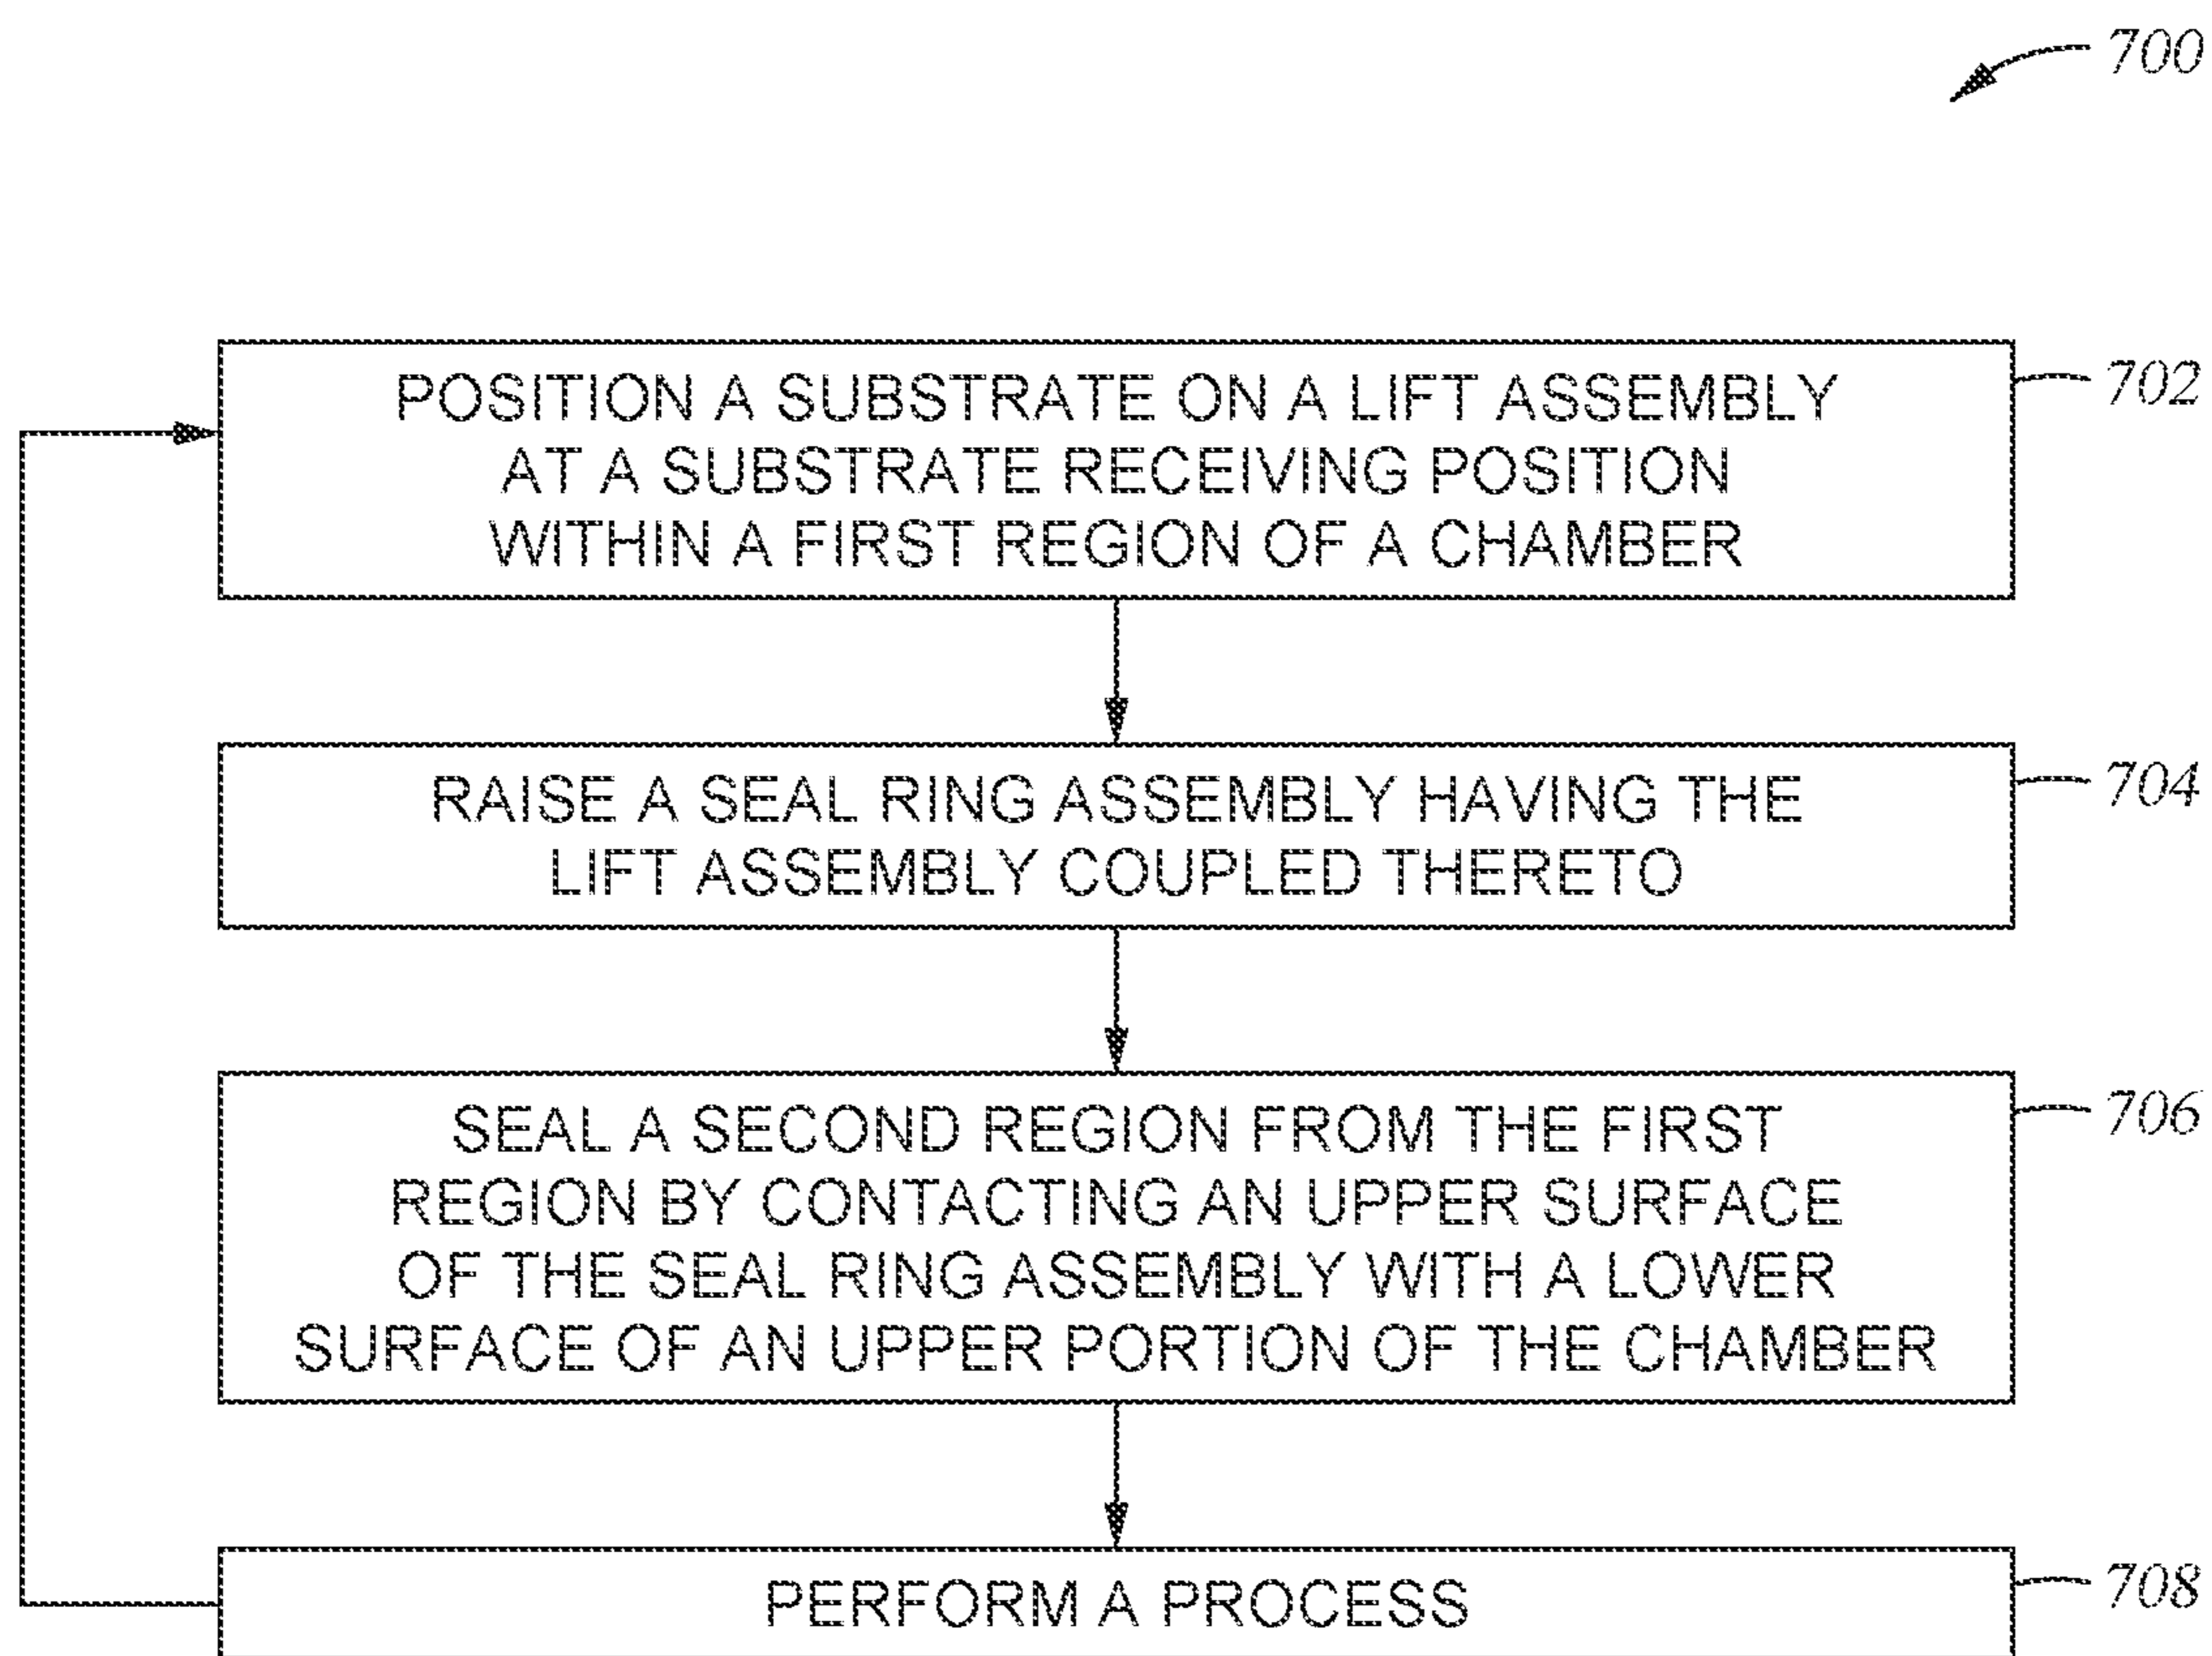 700
POSITION A SUBSTRATE ON A LIFT ASSEMBLY
AT A SUBSTRATE RECEIVING POSITION
WITHIN A FIRST REGION OF A CHAMBER
702
RAISE A SEAL RING ASSEMBLY HAVING THE
LIFT ASSEMBLY COUPLED THERETO
704
SEAL A SECOND REGION FROM THE FIRST
REGION BY CONTACTING AN UPPER SURFACE
OF THE SEAL RING ASSEMBLY WITH A LOWER
SURFACE OF AN UPPER PORTION OF THE CHAMBER
706
PERFORM A PROCESS
708